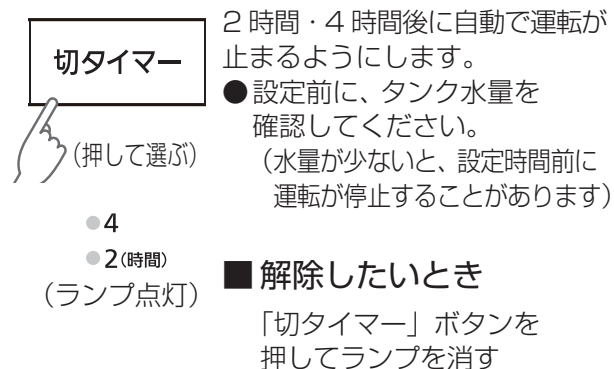 切タイマー
(押して選ぶ)
4
2(時間)
(ランプ点灯)
2時間・4時間後に自動で運転が
止まるようにします。
●設定前に、タンク水量を
確認してください。
(水量が少ないと、設定時間前に
運転が停止することがあります)
■解除したいとき
「切タイマー」ボタンを
押してランプを消す